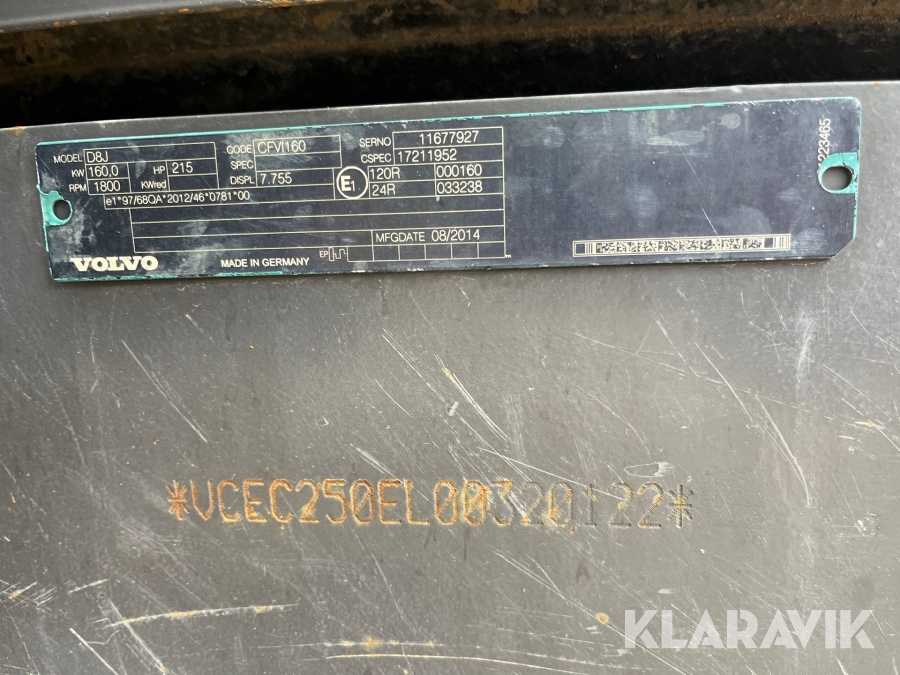 MODEL D8J CODE CFVI160 SERNO 11677927
KW 160,0 HP 215 SPEC CSPEC 17211952
RPM 1800 KWred DISPL 7.755 E1 120R 000160
24R 033238
e1*97/68QA*2012/46*0781*00
MFGDATE 08/2014
VOLVO MADE IN GERMANY EP
223465
*VCEC250EL00320122*
KLARAVIK